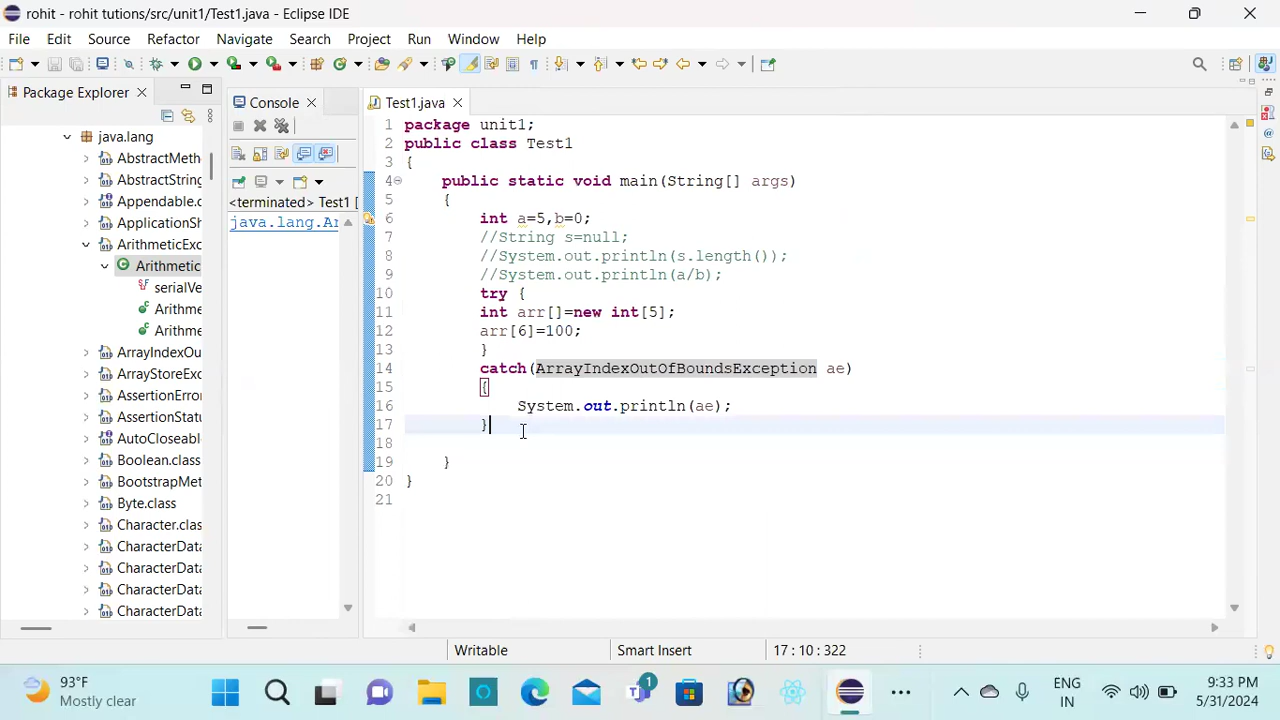 rohit - rohit tutions/src/unit1/Test1.java - Eclipse IDE
File Edit Source Refactor Navigate Search Project Run Window Help
Package Explorer
java.lang
AbstractMeth
AbstractString
Appendable.c
ApplicationSh
ArithmeticExc
Arithmetic
serialVe
Arithme
Arithme
ArrayIndexOu
ArrayStoreExc
AssertionErro
AssertionStatu
AutoCloseabl
Boolean.class
BootstrapMet
Byte.class
Character.clas
CharacterData
CharacterData
CharacterData
CharacterData
Console
<terminated> Test1 [
java.lang.Ar
Test1.java
1 package unit1;
2 public class Test1
3 {
4 public static void main(String[] args)
5 {
6 int a=5,b=0;
7 //String s=null;
8 //System.out.println(s.length());
9 //System.out.println(a/b);
10 try {
11 int arr[]=new int[5];
12 arr[6]=100;
13 }
14 catch(ArrayIndexOutOfBoundsException ae)
15 {
16 System.out.println(ae);
17 }
18
19 }
20 }
21
Writable Smart Insert 17 : 10 : 322
93°F
Mostly clear
1
ENG
IN
9:33 PM
5/31/2024